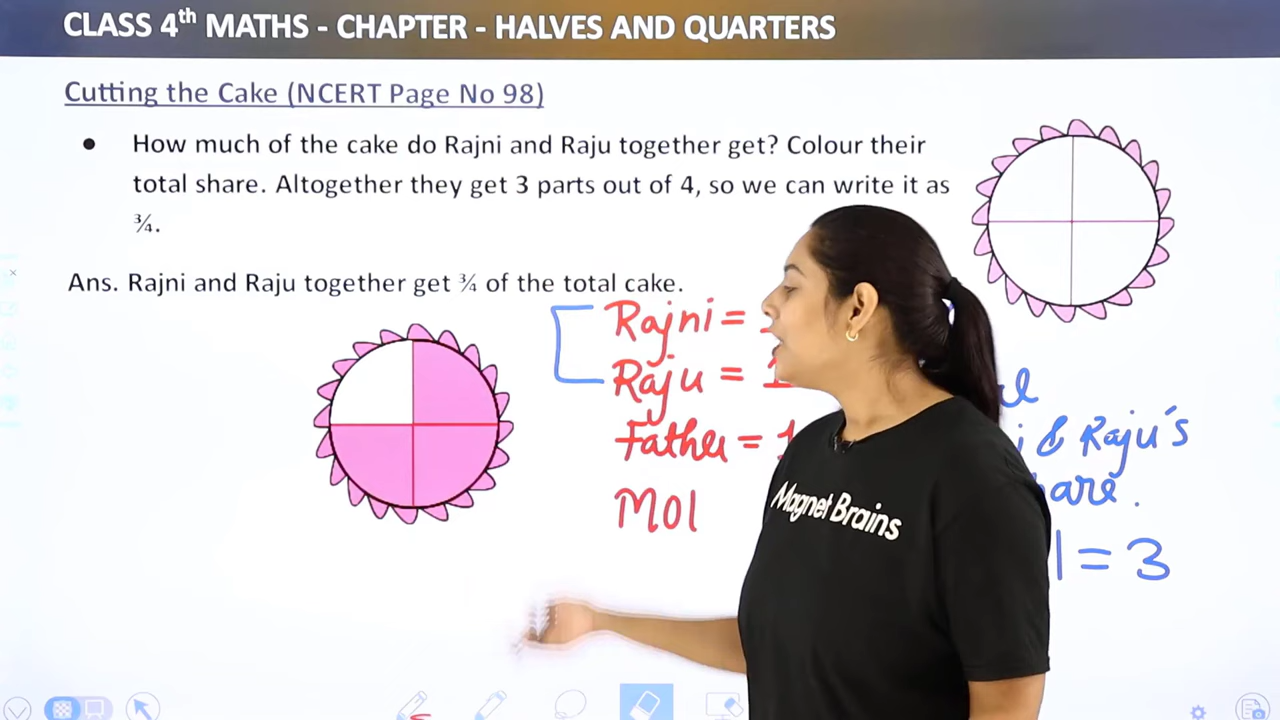 CLASS 4th MATHS - CHAPTER - HALVES AND QUARTERS
Cutting the Cake (NCERT Page No 98)
● How much of the cake do Rajni and Raju together get? Colour their
total share. Altogether they get 3 parts out of 4, so we can write it as
¾.
Ans. Rajni and Raju together get ¾ of the total cake.
Rajni =
Raju = 1
Father = 1
Mol
& Raju's
= 3
Magnet Brains